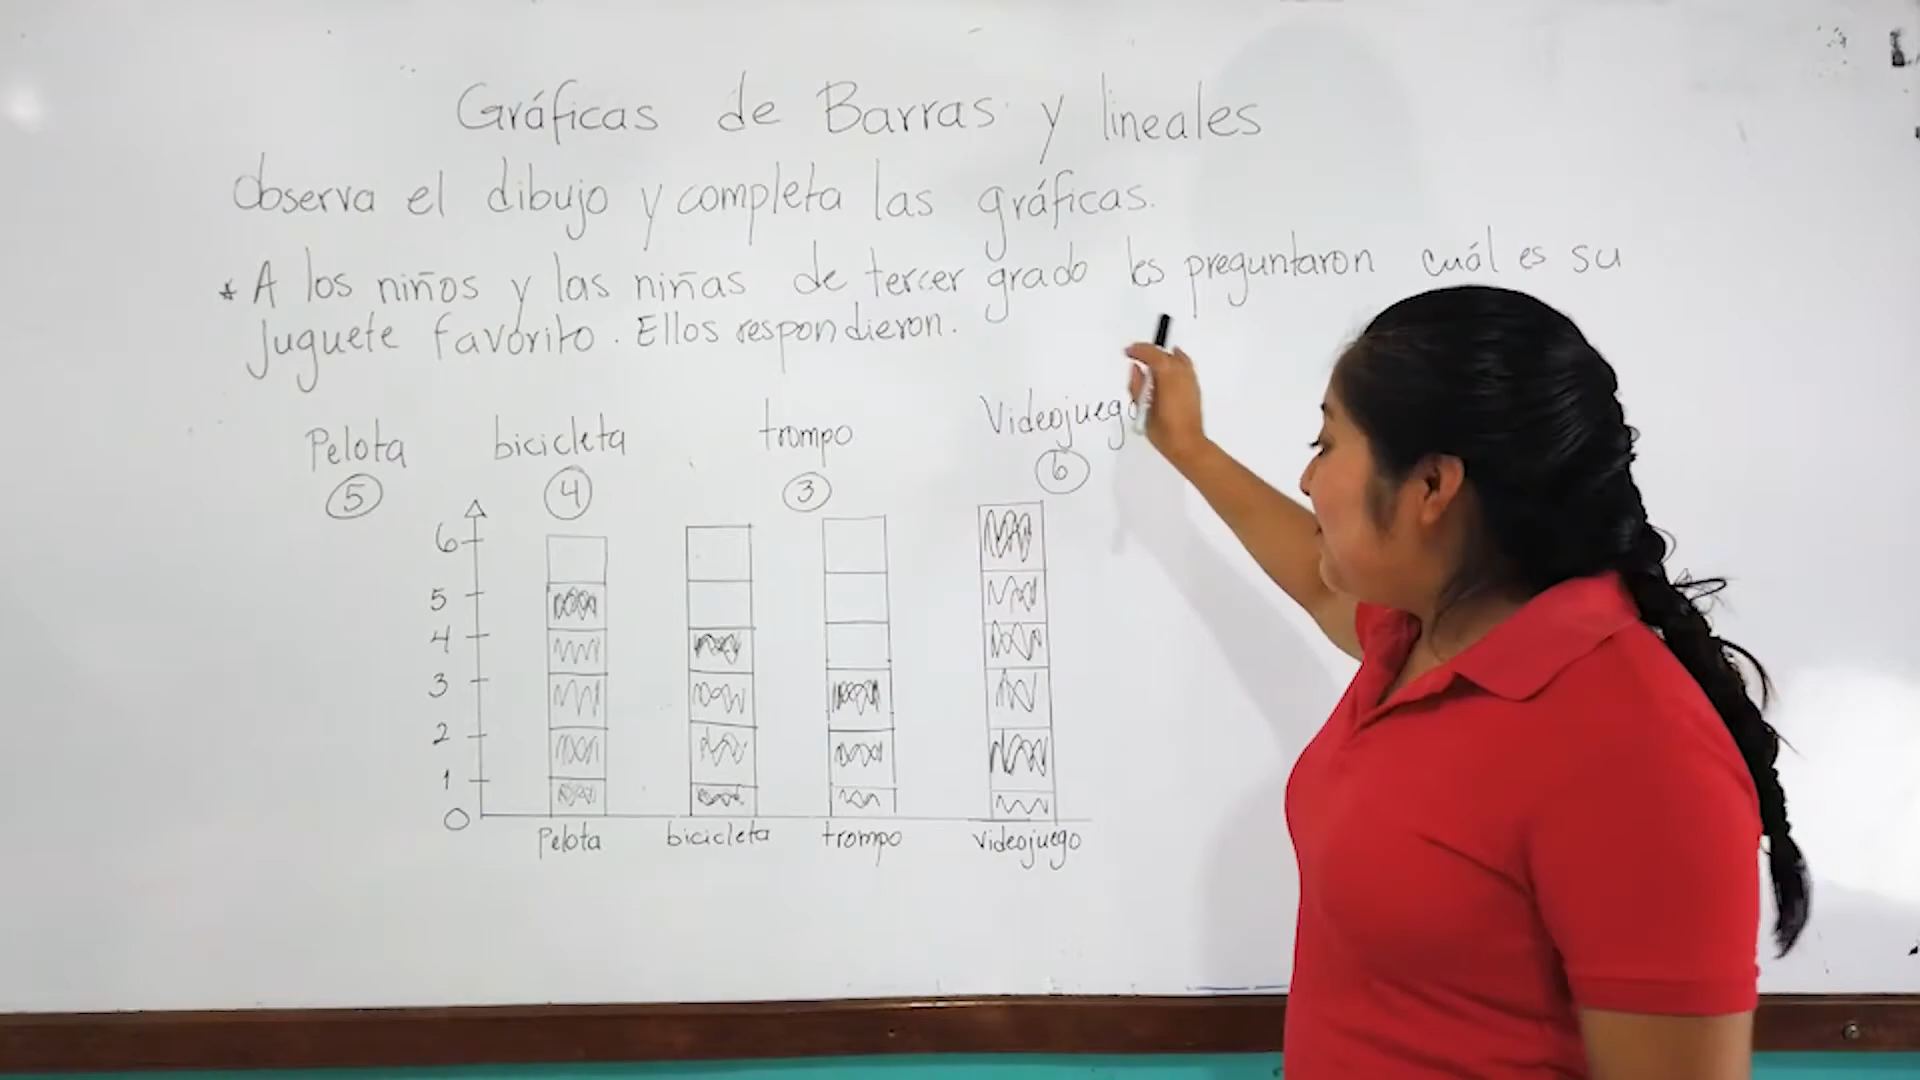 Gráficas de Barras y lineales
Observa el dibujo y completa las gráficas.
* A los niños y las niñas de tercer grado les preguntaron cuál es su
juguete favorito. Ellos respondieron.
Pelota bicicleta trompo Videojuego
5 4 3 6
6
5
4
3
2
1
0
Pelota bicicleta trompo videojuego